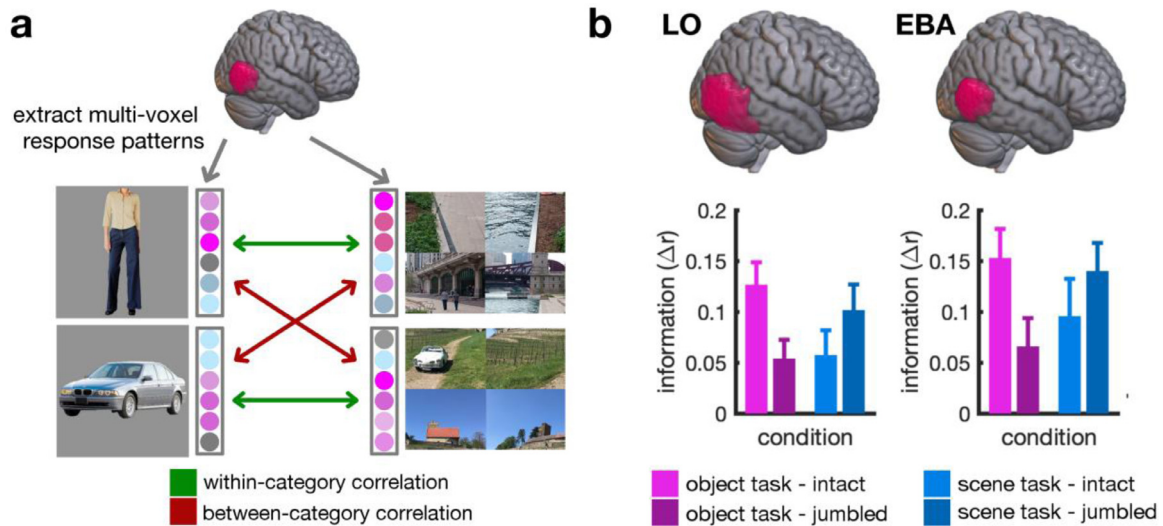 a
extract multi-voxel
response patterns
within-category correlation
between-category correlation
b
LO
EBA
0.2
0.15
0.1
0.05
0
information (Δr)
condition
0.2
0.15
0.1
0.05
0
information (Δr)
condition
object task - intact
object task - jumbled
scene task - intact
scene task - jumbled